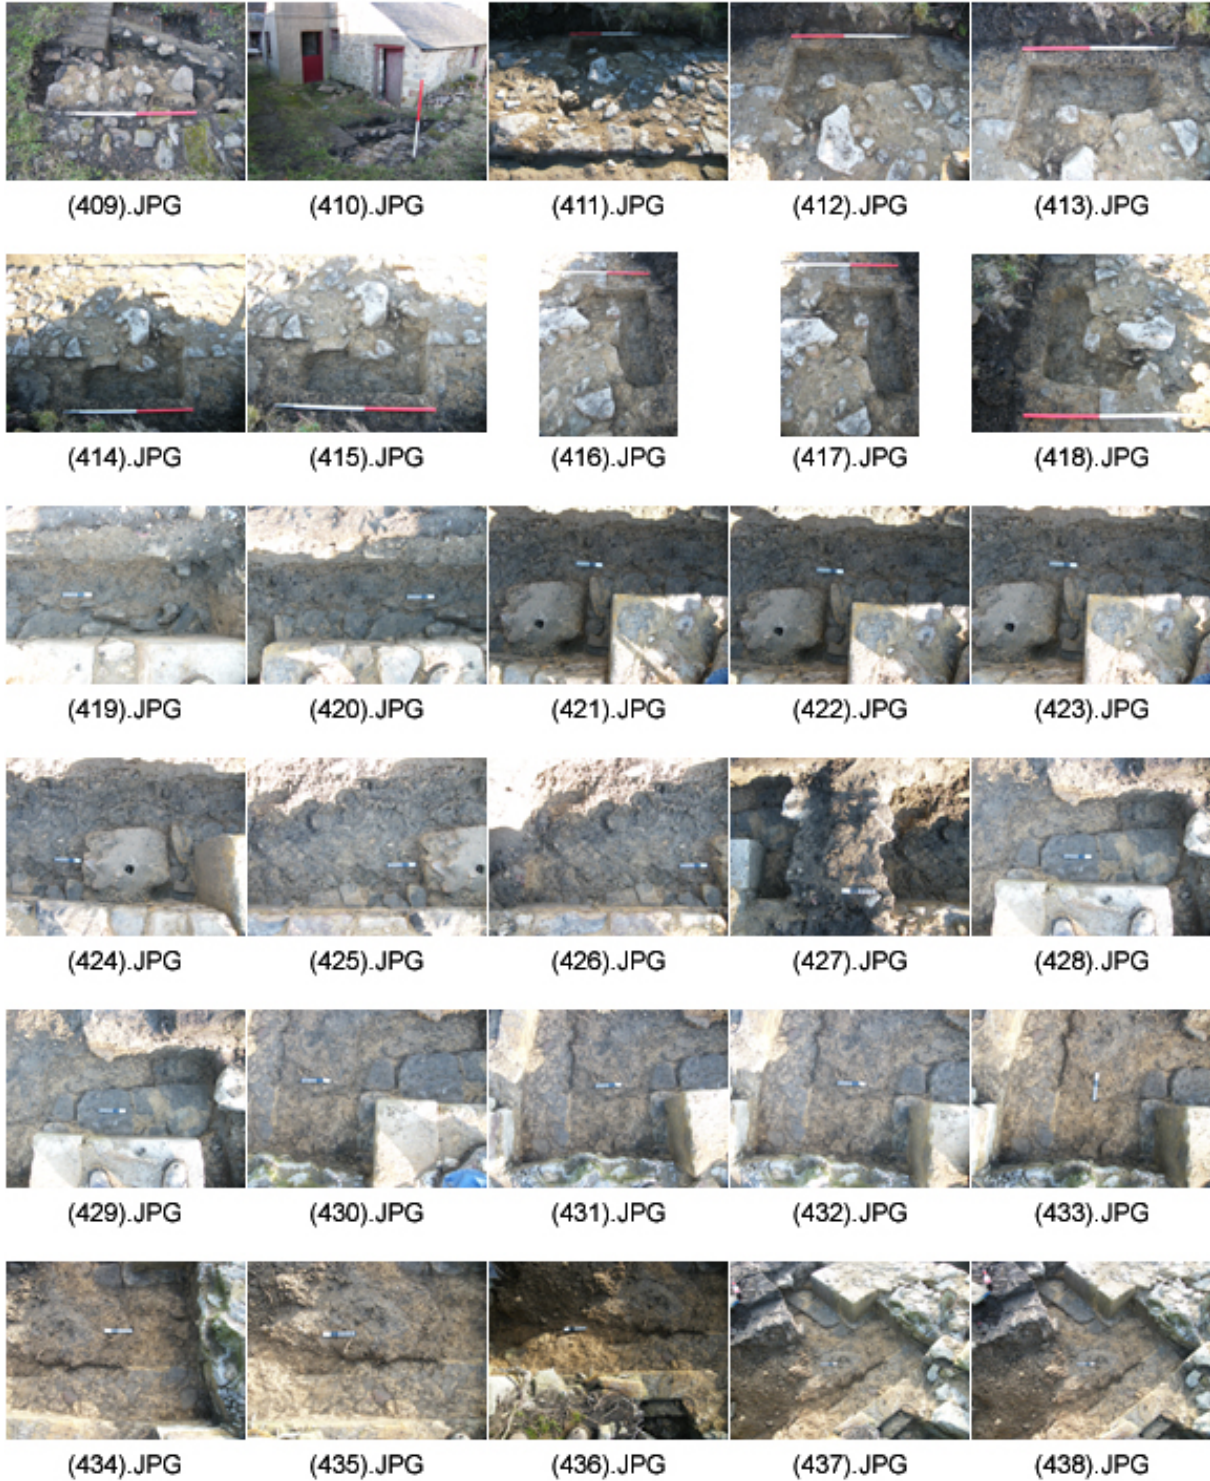 (409).JPG (410).JPG (411).JPG (412).JPG (413).JPG
(414).JPG (415).JPG (416).JPG (417).JPG (418).JPG
(419).JPG (420).JPG (421).JPG (422).JPG (423).JPG
(424).JPG (425).JPG (426).JPG (427).JPG (428).JPG
(429).JPG (430).JPG (431).JPG (432).JPG (433).JPG
(434).JPG (435).JPG (436).JPG (437).JPG (438).JPG